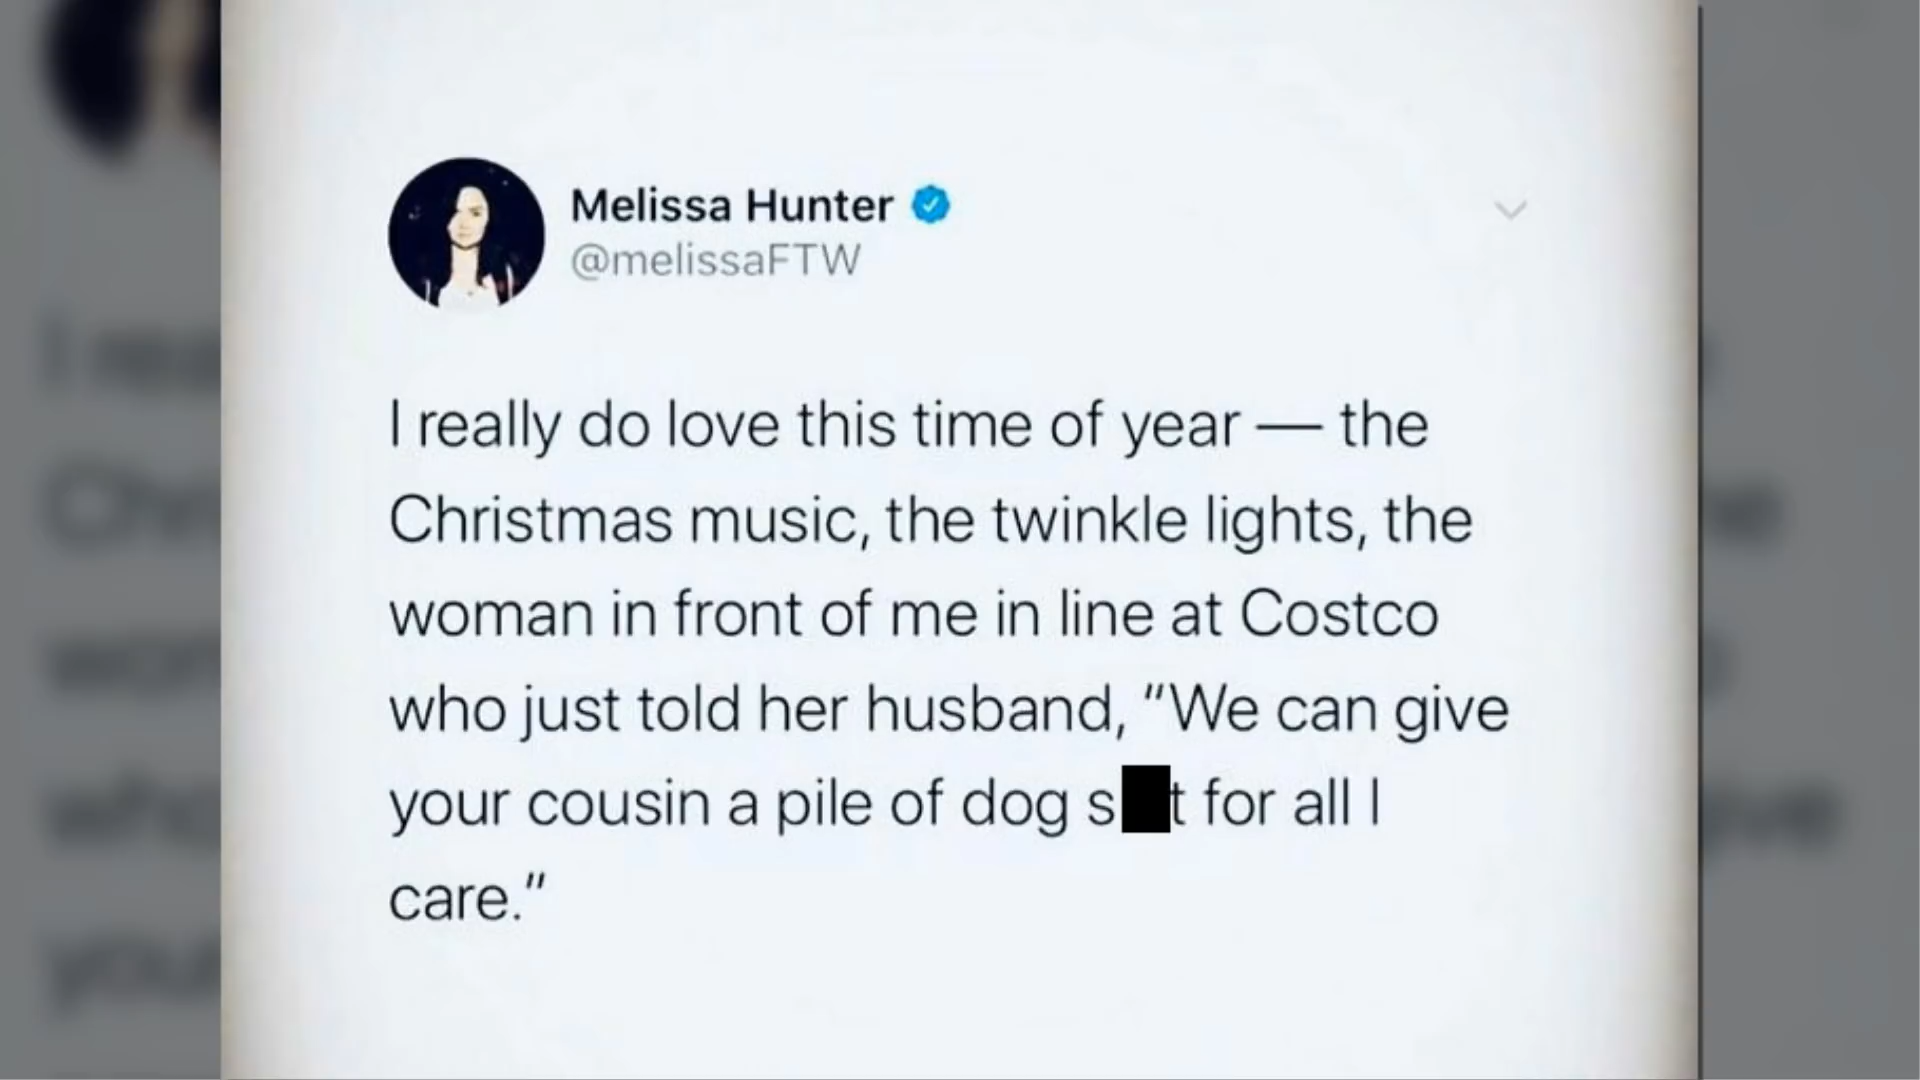 Melissa Hunter
@melissaFTW
I really do love this time of year — the
Christmas music, the twinkle lights, the
woman in front of me in line at Costco
who just told her husband, "We can give
your cousin a pile of dog s█t for all I
care."